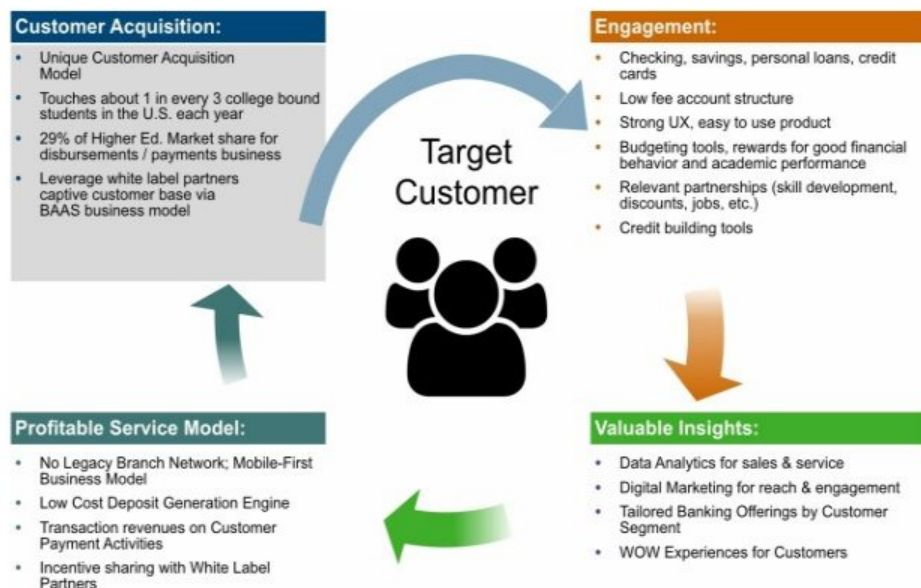 Customer Acquisition:
• Unique Customer Acquisition
Model
• Touches about 1 in every 3 college bound
students in the U.S. each year
• 29% of Higher Ed. Market share for
disbursements / payments business
• Leverage white label partners
captive customer base via
BAAS business model
Target
Customer
Engagement:
• Checking, savings, personal loans, credit
cards
• Low fee account structure
• Strong UX, easy to use product
• Budgeting tools, rewards for good financial
behavior and academic performance
• Relevant partnerships (skill development,
discounts, jobs, etc.)
• Credit building tools
Profitable Service Model:
• No Legacy Branch Network; Mobile-First
Business Model
• Low Cost Deposit Generation Engine
• Transaction revenues on Customer
Payment Activities
• Incentive sharing with White Label
Partners
Valuable Insights:
• Data Analytics for sales & service
• Digital Marketing for reach & engagement
• Tailored Banking Offerings by Customer
Segment
• WOW Experiences for Customers